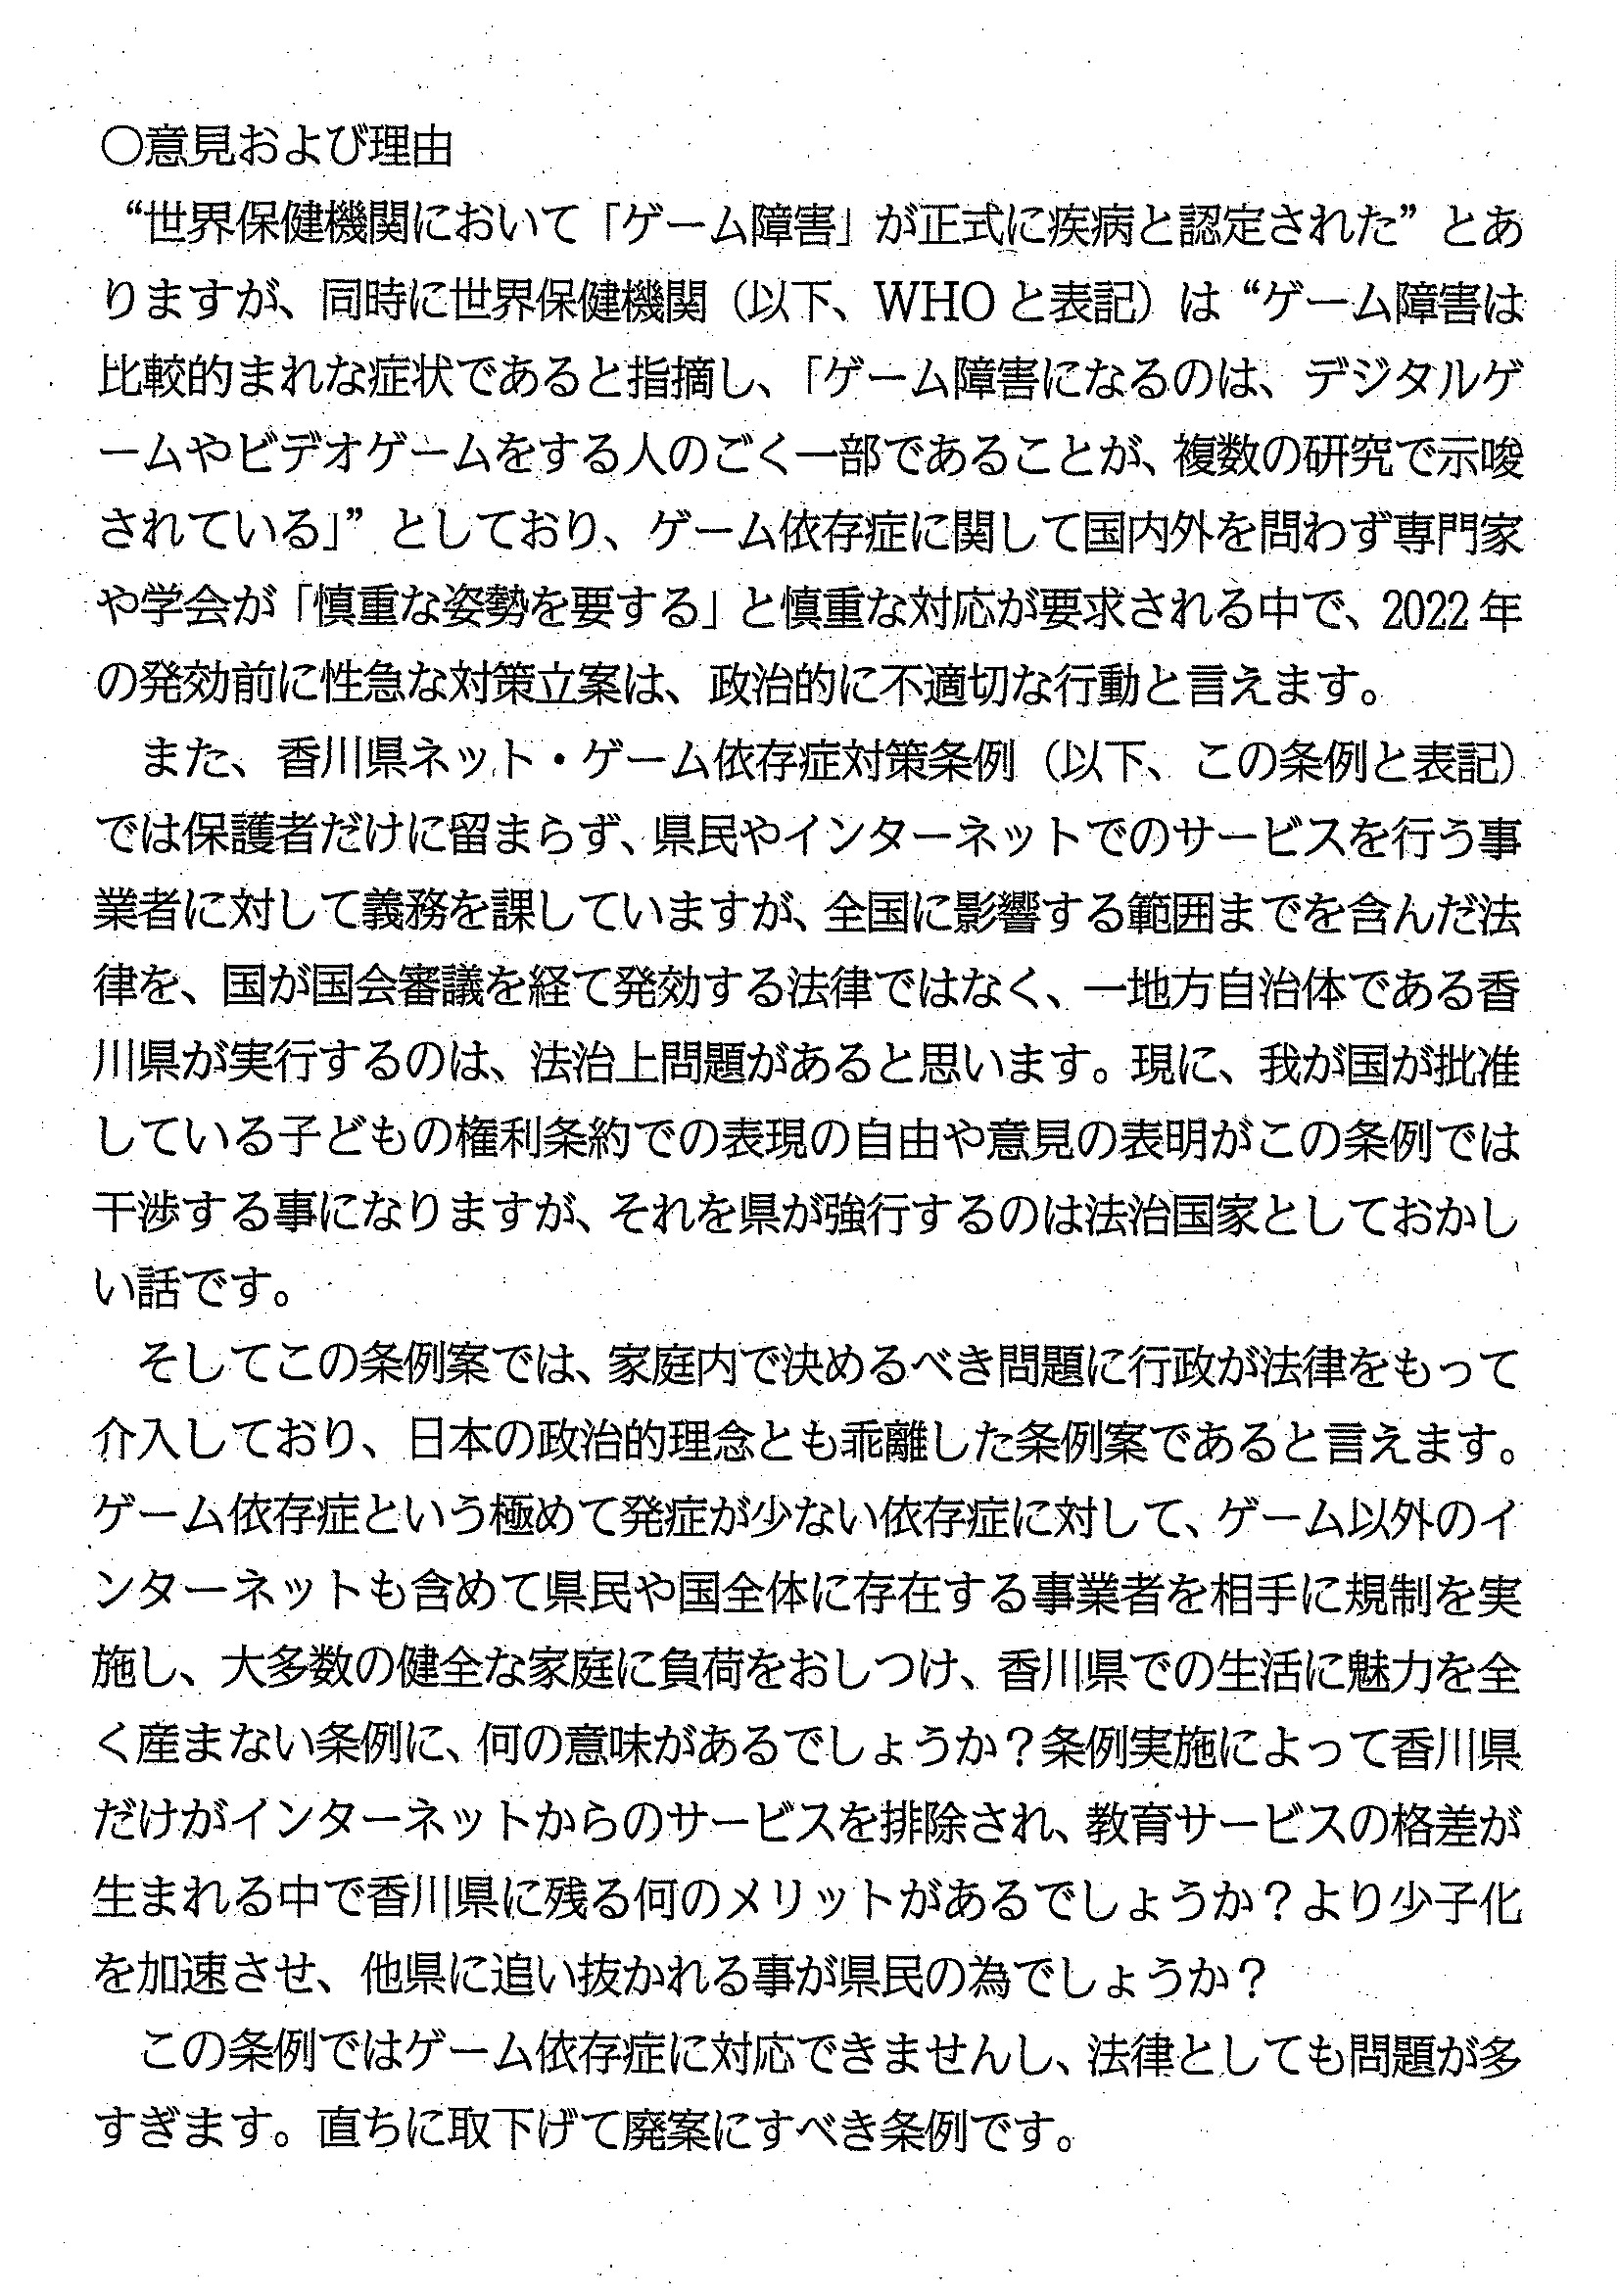 ○意見および理由
“世界保健機関において「ゲーム障害」が正式に疾病と認定された”とあ
りますが、同時に世界保健機関（以下、WHOと表記）は“ゲーム障害は
比較的まれな症状であると指摘し、「ゲーム障害になるのは、デジタルゲ
ームやビデオゲームをする人のごく一部であることが、複数の研究で示唆
されている」”としており、ゲーム依存症に関して国内外を問わず専門家
や学会が「慎重な姿勢を要する」と慎重な対応が要求される中で、2022年
の発効前に性急な対策立案は、政治的に不適切な行動と言えます。
また、香川県ネット・ゲーム依存症対策条例（以下、この条例と表記）
では保護者だけに留まらず、県民やインターネットでのサービスを行う事
業者に対して義務を課していますが、全国に影響する範囲までを含んだ法
律を、国が国会審議を経て発効する法律ではなく、一地方自治体である香
川県が実行するのは、法治上問題があると思います。現に、我が国が批准
している子どもの権利条約での表現の自由や意見の表明がこの条例では
干渉する事になりますが、それを県が強行するのは法治国家としておかし
い話です。
そしてこの条例案では、家庭内で決めるべき問題に行政が法律をもって
介入しており、日本の政治的理念とも乖離した条例案であると言えます。
ゲーム依存症という極めて発症が少ない依存症に対して、ゲーム以外のイ
ンターネットも含めて県民や国全体に存在する事業者を相手に規制を実
施し、大多数の健全な家庭に負荷をおしつけ、香川県での生活に魅力を全
く産まない条例に、何の意味があるでしょうか？条例実施によって香川県
だけがインターネットからのサービスを排除され、教育サービスの格差が
生まれる中で香川県に残る何のメリットがあるでしょうか？より少子化
を加速させ、他県に追い抜かれる事が県民の為でしょうか？
この条例ではゲーム依存症に対応できませんし、法律としても問題が多
すぎます。直ちに取下げて廃案にすべき条例です。